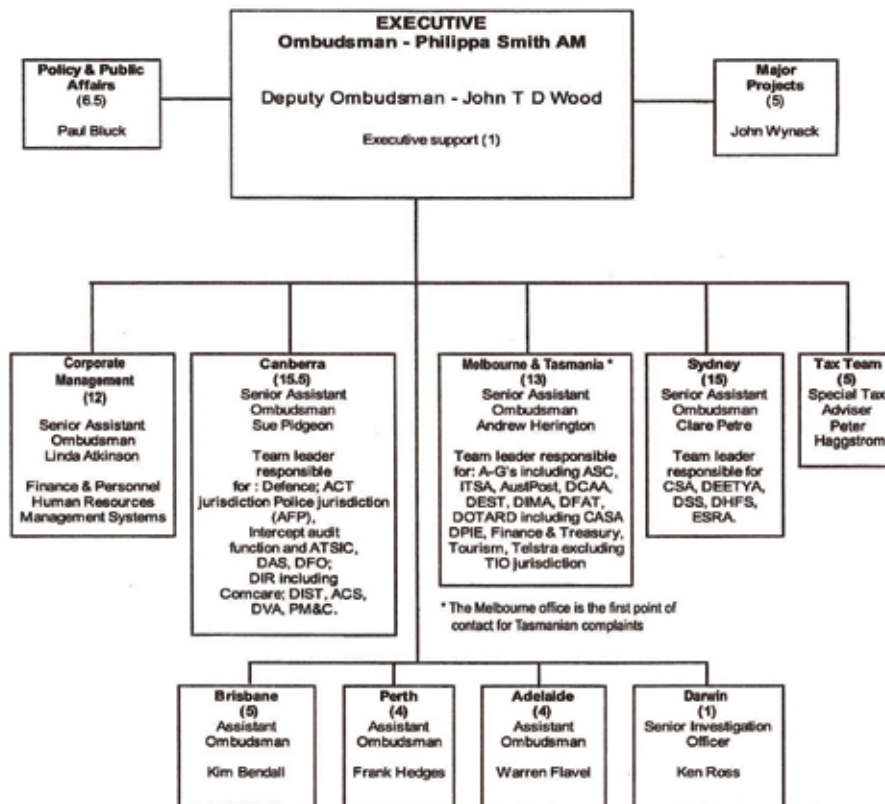 EXECUTIVE
Ombudsman - Philippa Smith AM
Deputy Ombudsman - John T D Wood
Executive support (1)
Policy & Public
Affairs
(6.5)
Paul Bluck
Major
Projects
(5)
John Wynack
Corporate
Management
(12)
Senior Assistant
Ombudsman
Linda Atkinson
Finance & Personnel
Human Resources
Management Systems
Canberra
(15.5)
Senior Assistant
Ombudsman
Sue Pidgeon
Team leader
responsible
for : Defence; ACT
jurisdiction Police jurisdiction
(AFP),
Intercept audit
function and ATSIC,
DAS, DFO;
DIR including
Comcare; DIST, ACS,
DVA, PM&C.
Melbourne & Tasmania *
(13)
Senior Assistant
Ombudsman
Andrew Herington
Team leader responsible
for: A-G's including ASC,
ITSA, AustPost, DCAA,
DEST, DIMA, DFAT,
DOTARD including CASA
DPIE, Finance & Treasury,
Tourism, Telstra excluding
TIO jurisdiction
Sydney
(15)
Senior Assistant
Ombudsman
Clare Petre
Team leader
responsible for
CSA, DEETYA,
DSS, DHFS,
ESRA.
Tax Team
(5)
Special Tax
Adviser
Peter
Haggstrom
* The Melbourne office is the first point of
contact for Tasmanian complaints
Brisbane
(5)
Assistant
Ombudsman
Kim Bendall
Perth
(4)
Assistant
Ombudsman
Frank Hedges
Adelaide
(4)
Assistant
Ombudsman
Warren Flavel
Darwin
(1)
Senior Investigation
Officer
Ken Ross